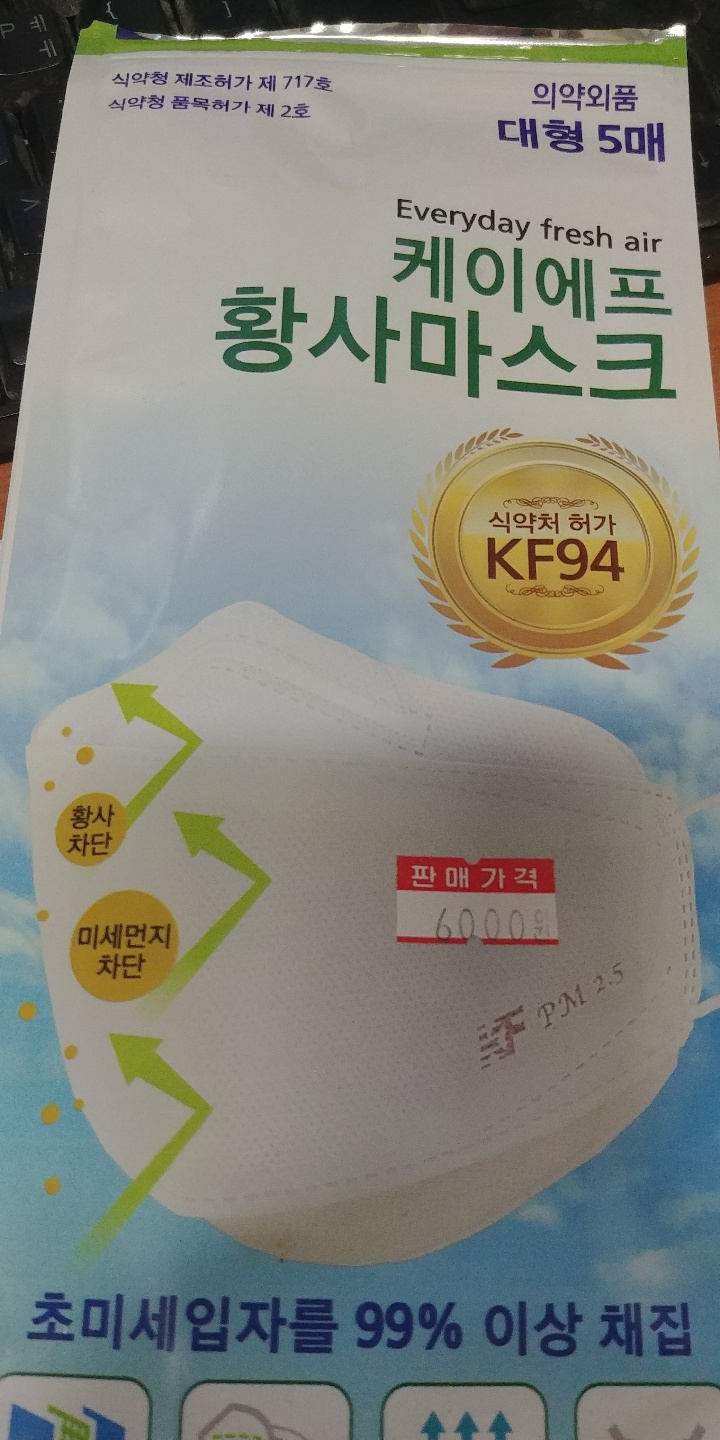 식약청 제조허가 제 717호
식약청 품목허가 제 2호
의약외품
대형 5매
Everyday fresh air
케이에프
황사마스크
식약처 허가
KF94
황사
차단
미세먼지
차단
판매가격
6000원
PM 2.5
초미세입자를 99% 이상 채집